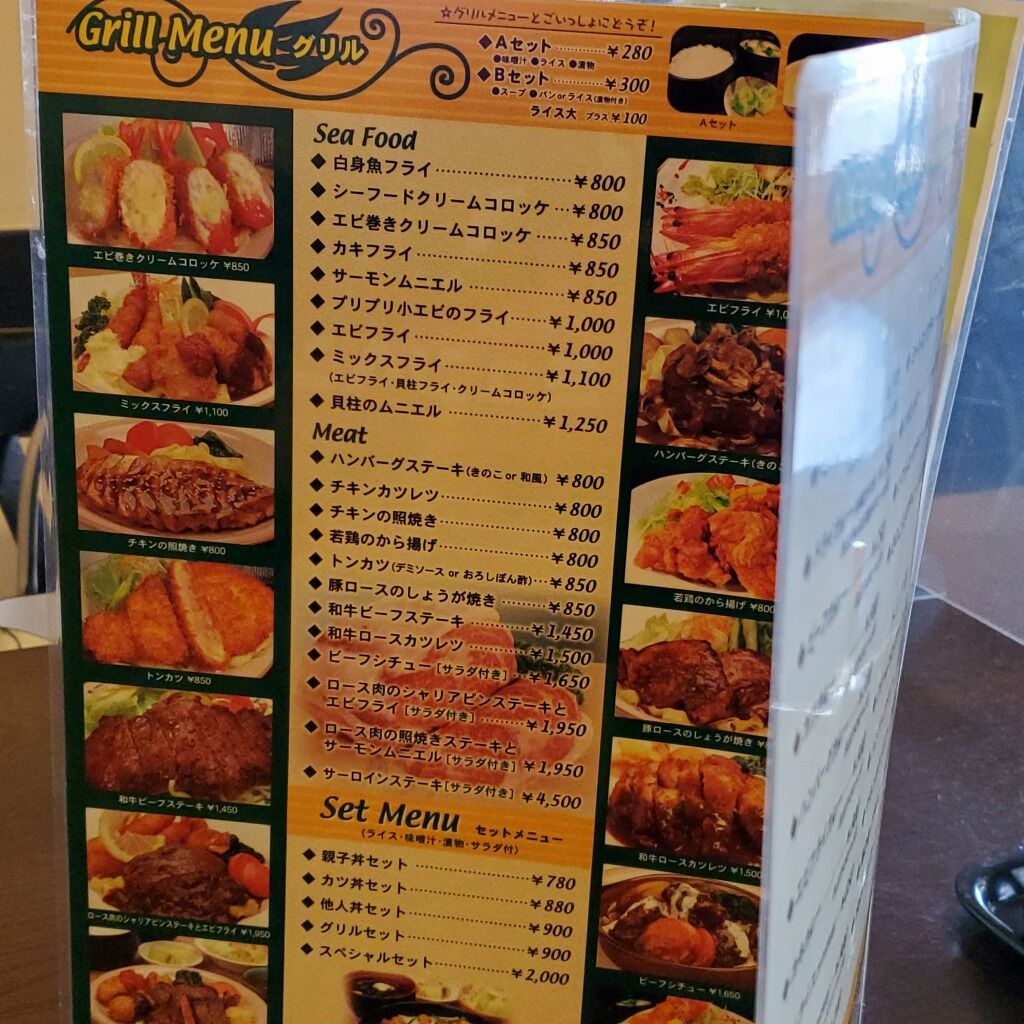 Grill Menu グリル
☆グリルメニューとごいっしょにどうぞ!
◆Aセット…………¥280
●味噌汁 ●ライス ●漬物
◆Bセット…………¥300
●スープ ●パンorライス(漬物付き)
ライス大 プラス¥100
Aセット
Sea Food
◆ 白身魚フライ……¥800
◆ シーフードクリームコロッケ…¥800
◆ エビ巻きクリームコロッケ……¥850
◆ カキフライ……¥850
◆ サーモンムニエル……¥850
◆ プリプリ小エビのフライ……¥1,000
◆ エビフライ……¥1,000
◆ ミックスフライ……¥1,100
(エビフライ・貝柱フライ・クリームコロッケ)
◆ 貝柱のムニエル……¥1,250
Meat
◆ ハンバーグステーキ(きのこ or 和風) ¥800
◆ チキンカツレツ……¥800
◆ チキンの照焼き……¥800
◆ 若鶏のから揚げ……¥800
◆ トンカツ(デミソース or おろしぽん酢)…¥850
◆ 豚ロースのしょうが焼き……¥850
◆ 和牛ビーフステーキ……¥1,450
◆ 和牛ロースカツレツ……¥1,500
◆ ビーフシチュー[サラダ付き]…¥1,650
◆ ロース肉のシャリアピンステーキと
エビフライ[サラダ付き]……¥1,950
◆ ロース肉の照焼きステーキと
サーモンムニエル[サラダ付き]¥1,950
◆ サーロインステーキ[サラダ付き]¥4,500
Set Menu セットメニュー
(ライス・味噌汁・漬物・サラダ付)
◆ 親子丼セット……¥780
◆ カツ丼セット……¥880
◆ 他人丼セット……¥900
◆ グリルセット……¥900
◆ スペシャルセット……¥2,000
エビ巻きクリームコロッケ ¥850
ミックスフライ ¥1,100
チキンの照焼き ¥800
トンカツ ¥850
和牛ビーフステーキ ¥1,450
ロース肉のシャリアピンステーキとエビフライ ¥1,950
エビフライ ¥1,0
ハンバーグステーキ(きのこ
若鶏のから揚げ ¥800
豚ロースのしょうが焼き ¥8
和牛ロースカツレツ ¥1,500
ビーフシチュー ¥1,650